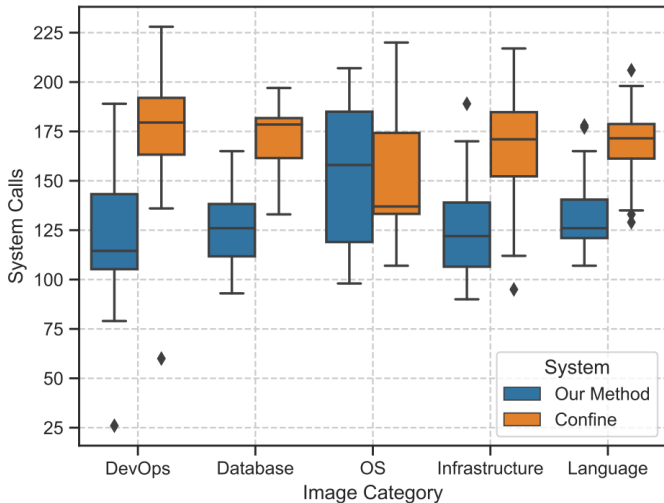 225
200
175
150
125
100
75
50
25
System Calls
DevOps
Database
OS
Infrastructure
Language
Image Category
System
Our Method
Confine